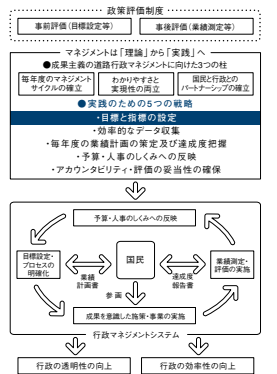 政策評価制度
事前評価(目標設定等)
事後評価(業績測定等)
マネジメントは「理論」から「実践」へ
●成果主義の道路行政マネジメントに向けた3つの柱
毎年度のマネジメント
サイクルの確立
わかりやすさと
実現性の両立
国民と行政との
パートナーシップの確立
●実践のための5つの戦略
・目標と指標の設定
・効率的なデータ収集
・毎年度の業績計画の策定及び達成度把握
・予算・人事のしくみへの反映
・アカウンタビリティ・評価の妥当性の確保
予算・人事のしくみへの反映
目標設定・
プロセスの
明確化
国民
業績測定・
評価の実施
業績
計画書
達成度
報告書
参画
成果を意識した施策・事業の実施
行政マネジメントシステム
行政の透明性の向上
行政の効率性の向上